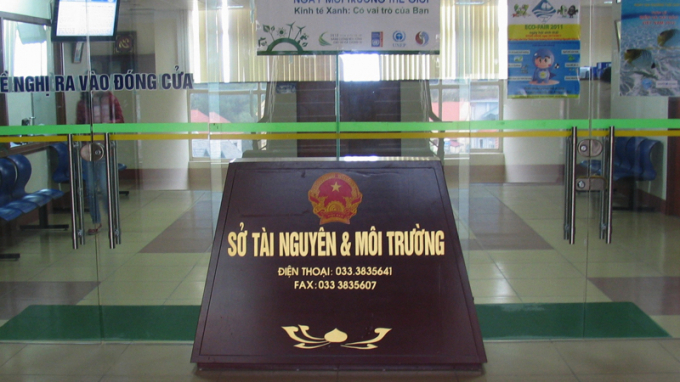 NGÀY MÔI TRƯỜNG THẾ GIỚI
Kinh tế Xanh: Có vai trò của Bạn
ĐỀ NGHỊ RA VÀO ĐÓNG CỬA
SỞ TÀI NGUYÊN & MÔI TRƯỜNG
ĐIỆN THOẠI: 033.3835641
FAX: 033 3835607